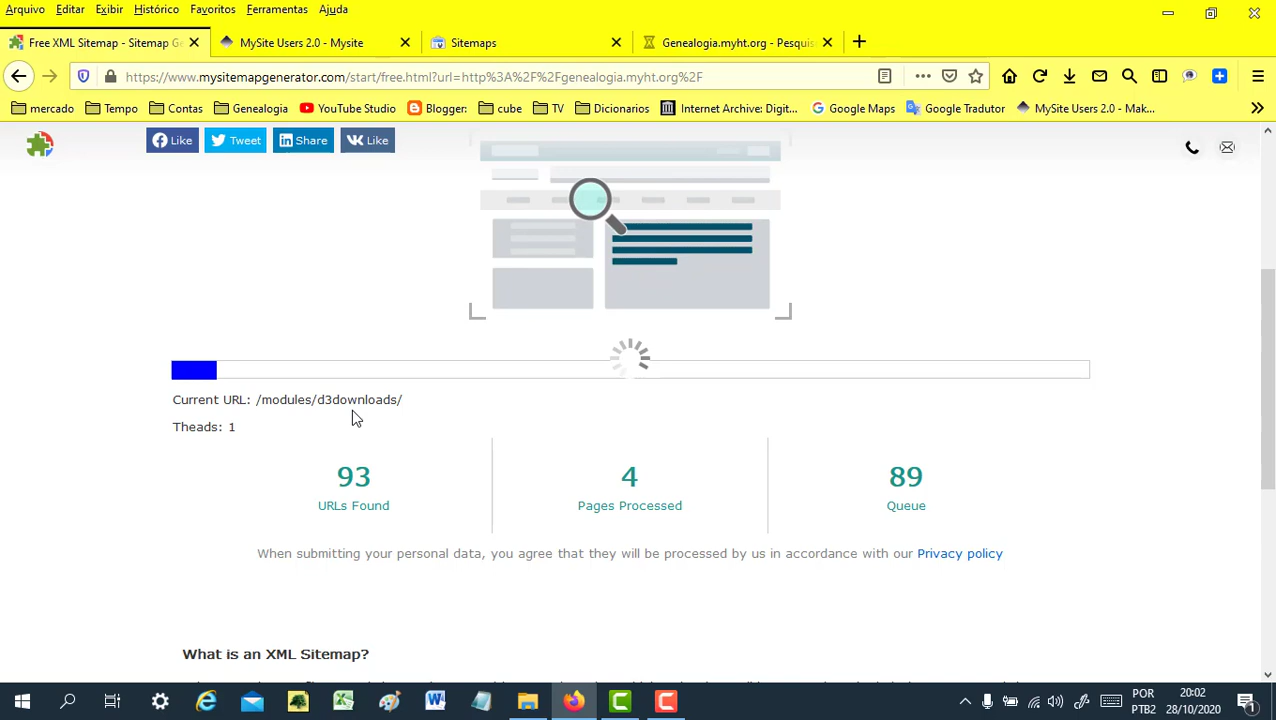 Arquivo Editar Exibir Histórico Favoritos Ferramentas Ajuda
Free XML Sitemap - Sitemap Ge MySite Users 2.0 - Mysite Sitemaps Genealogia.myht.org - Pesquis
https://www.mysitemapgenerator.com/start/free.html?url=http%3A%2F%2Fgenealogia.myht.org%2F
mercado Tempo Contas Genealogia YouTube Studio Blogger: cube TV Dicionarios Internet Archive: Digit... Google Maps Google Tradutor MySite Users 2.0 - Mak...
Like Tweet Share Like
Current URL: /modules/d3downloads/
Theads: 1
93 4 89
URLs Found Pages Processed Queue
When submitting your personal data, you agree that they will be processed by us in accordance with our Privacy policy
What is an XML Sitemap?
POR 20:02
PTB2 28/10/2020 1